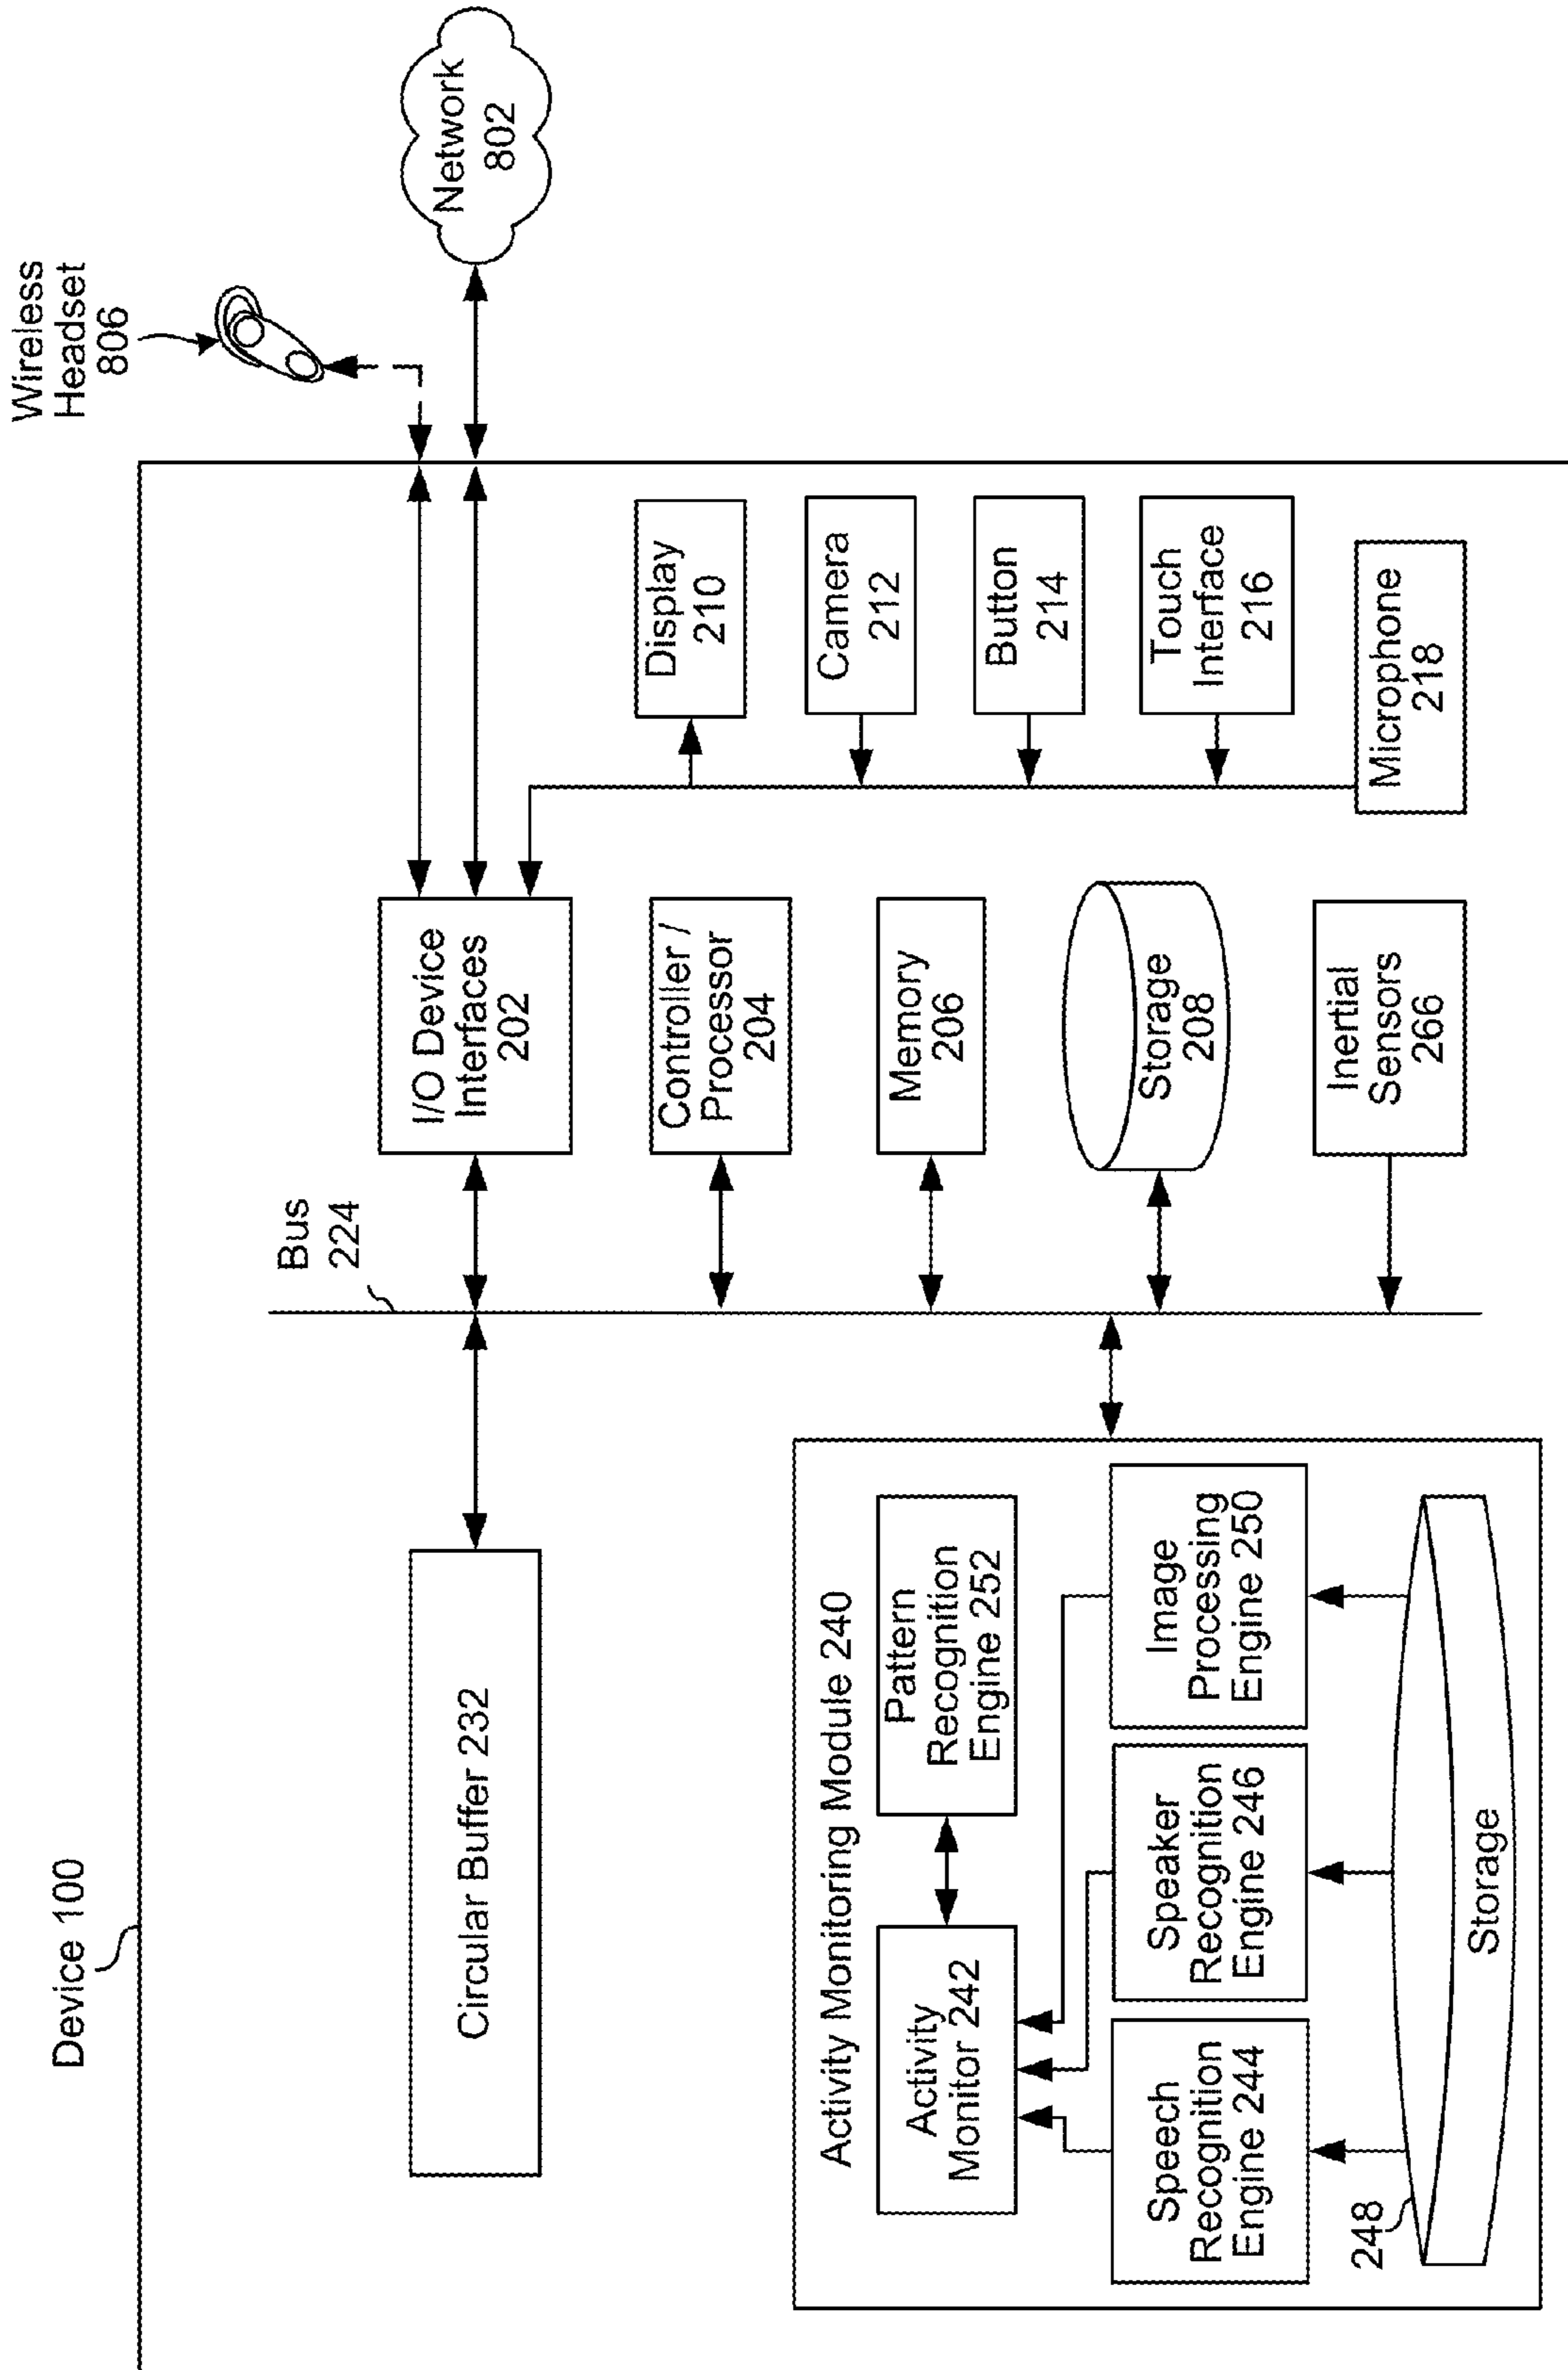 Device 100
Wireless
Headset
806
Network
802
Bus
224
Circular Buffer 232
I/O Device
Interfaces
202
Display
210
Controller /
Processor
204
Camera
212
Memory
206
Button
214
Storage
208
Touch
Interface
216
Inertial
Sensors
266
Microphone
218
Activity Monitoring Module 240
Activity
Monitor 242
Pattern
Recognition
Engine 252
Speech
Recognition
Engine 244
Speaker
Recognition
Engine 246
Image
Processing
Engine 250
248
Storage